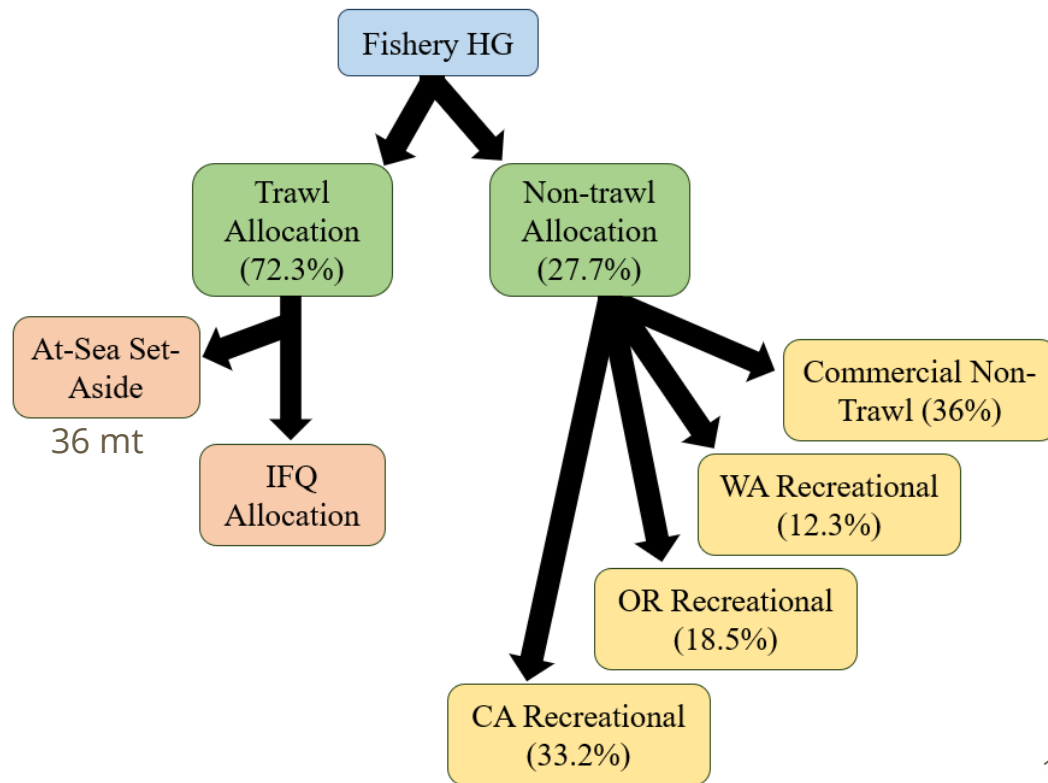 Fishery HG
Trawl
Allocation
(72.3%)
Non-trawl
Allocation
(27.7%)
At-Sea Set-
Aside
36 mt
IFQ
Allocation
Commercial Non-
Trawl (36%)
WA Recreational
(12.3%)
OR Recreational
(18.5%)
CA Recreational
(33.2%)